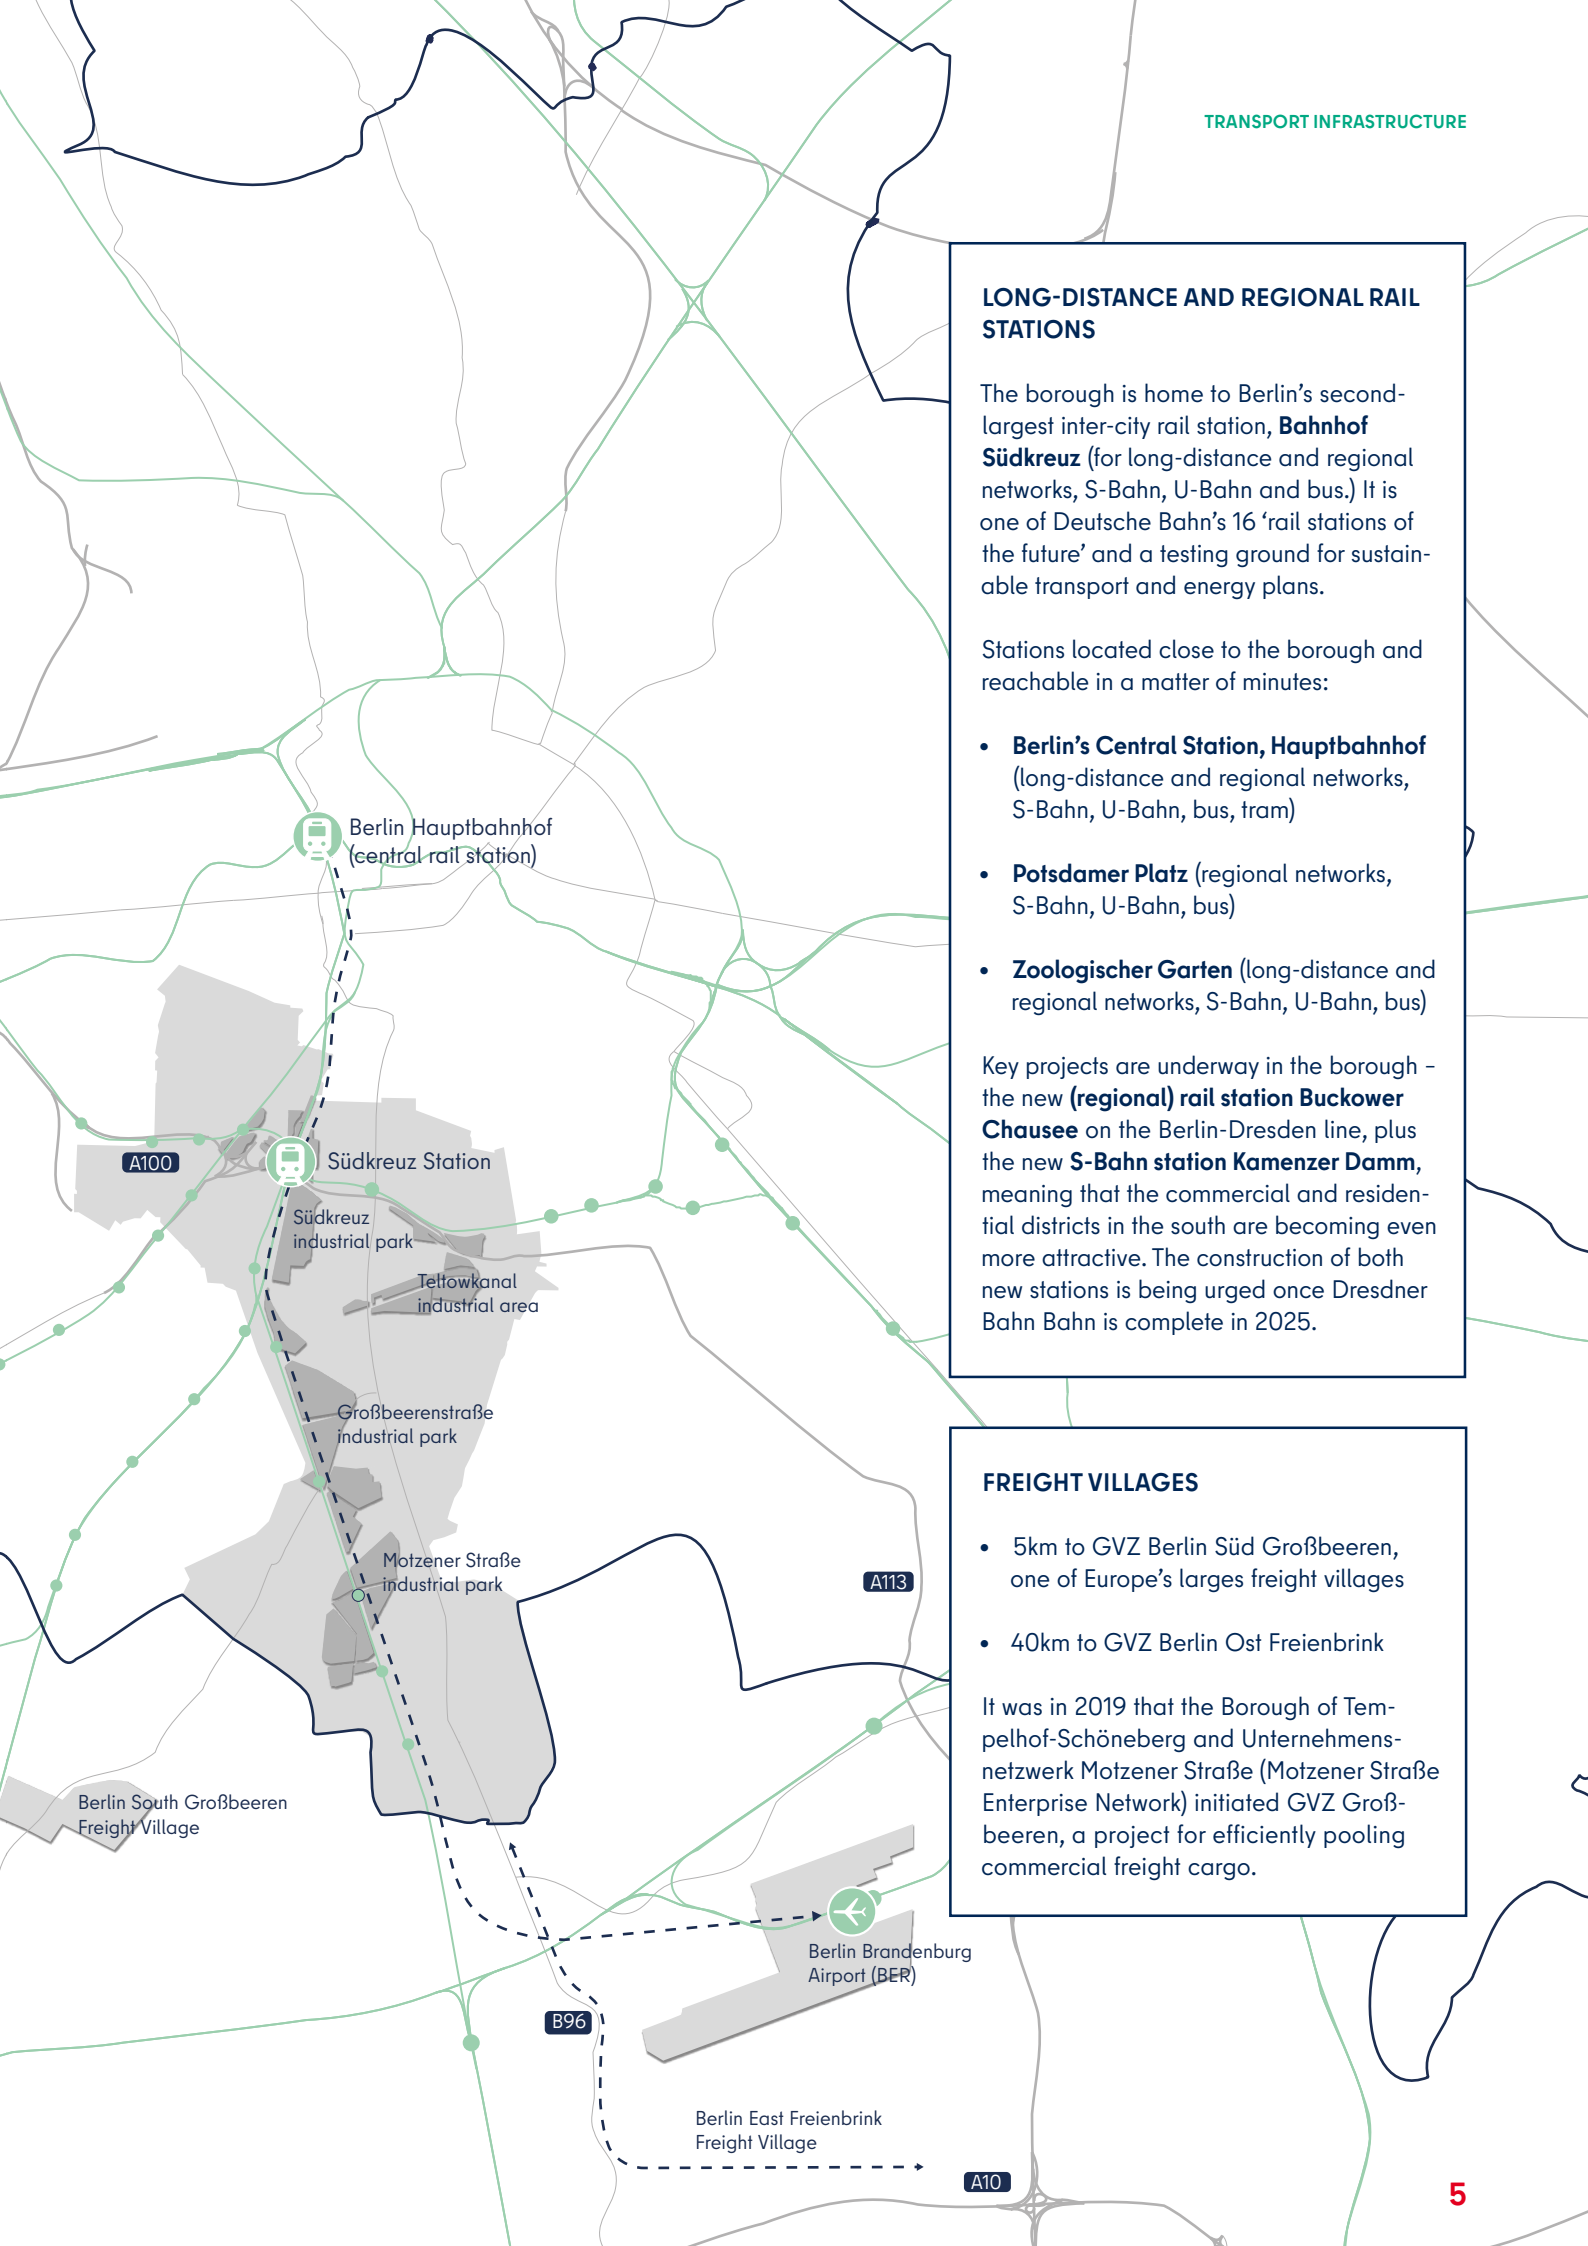 TRANSPORT INFRASTRUCTURE
LONG-DISTANCE AND REGIONAL RAIL
STATIONS
The borough is home to Berlin's second-
largest inter-city rail station, Bahnhof
Südkreuz (for long-distance and regional
networks, S-Bahn, U-Bahn and bus.) It is
one of Deutsche Bahn's 16 ‘rail stations of
the future’ and a testing ground for sustain-
able transport and energy plans.
Stations located close to the borough and
reachable in a matter of minutes:
• Berlin's Central Station, Hauptbahnhof
(long-distance and regional networks,
S-Bahn, U-Bahn, bus, tram)
• Potsdamer Platz (regional networks,
S-Bahn, U-Bahn, bus)
• Zoologischer Garten (long-distance and
regional networks, S-Bahn, U-Bahn, bus)
Key projects are underway in the borough –
the new (regional) rail station Buckower
Chausee on the Berlin-Dresden line, plus
the new S-Bahn station Kamenzer Damm,
meaning that the commercial and residen-
tial districts in the south are becoming even
more attractive. The construction of both
new stations is being urged once Dresdner
Bahn Bahn is complete in 2025.
FREIGHT VILLAGES
• 5km to GVZ Berlin Süd Großbeeren,
one of Europe's larges freight villages
• 40km to GVZ Berlin Ost Freienbrink
It was in 2019 that the Borough of Tem-
pelhof-Schöneberg and Unternehmens-
netzwerk Motzener Straße (Motzener Straße
Enterprise Network) initiated GVZ Groß-
beeren, a project for efficiently pooling
commercial freight cargo.
Berlin Hauptbahnhof
(central rail station)
A100
Südkreuz Station
Südkreuz
industrial park
Teltowkanal
industrial area
Großbeerenstraße
industrial park
Motzener Straße
industrial park
A113
Berlin South Großbeeren
Freight Village
Berlin Brandenburg
Airport (BER)
B96
Berlin East Freienbrink
Freight Village
A10
5